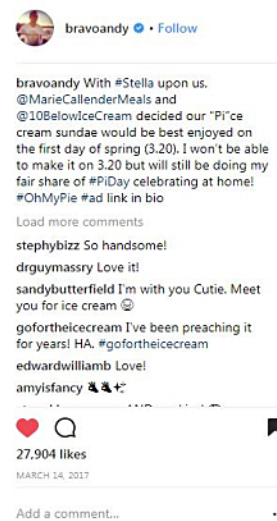 bravoandy • Follow
bravoandy With #Stella upon us.
@MarieCallenderMeals and
@10BelowIceCream decided our "Pi"ce
cream sundae would be best enjoyed on
the first day of spring (3.20). I won't be able
to make it on 3.20 but will still be doing my
fair share of #PiDay celebrating at home!
#OhMyPie #ad link in bio
Load more comments
stephybizz So handsome!
drguymassry Love it!
sandybutterfield I'm with you Cutie. Meet
you for ice cream 😊
gofortheicecream I've been preaching it
for years! HA. #gofortheicecream
edwardwilliamb Love!
amyisfancy
27,904 likes
MARCH 14, 2017
Add a comment...